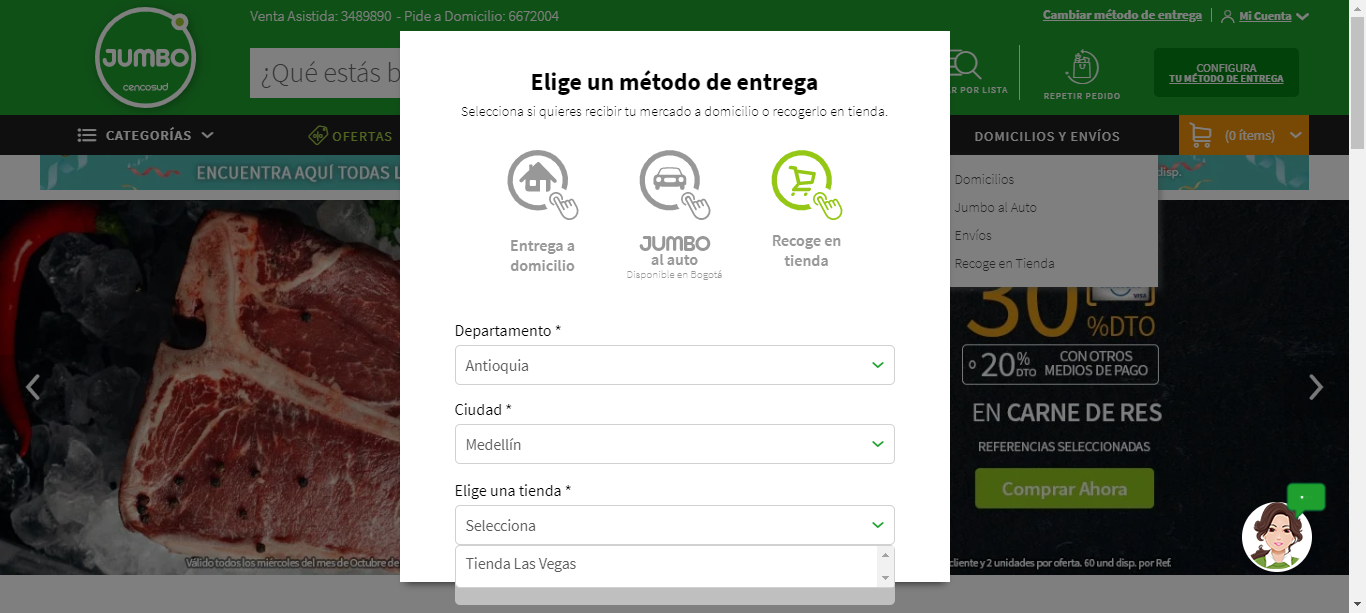 Venta Asistida: 3489890 - Pide a Domicilio: 6672004
Cambiar método de entrega
Mi Cuenta
JUMBO
cencosud
¿Qué estás b
R POR LISTA
REPETIR PEDIDO
CONFIGURA
TU MÉTODO DE ENTREGA
CATEGORÍAS
OFERTAS
DOMICILIOS Y ENVÍOS
(0 ítems)
ENCUENTRA AQUÍ TODAS L
disp.
Domicilios
Jumbo al Auto
Envíos
Recoge en Tienda
Elige un método de entrega
Selecciona si quieres recibir tu mercado a domicilio o recogerlo en tienda.
Entrega a
domicilio
JUMBO
al auto
Disponible en Bogotá
Recoge en
tienda
Departamento *
Antioquia
Ciudad *
Medellín
Elige una tienda *
Selecciona
Tienda Las Vegas
30
%DTO
VISA
o 20% DTO
CON OTROS
MEDIOS DE PAGO
EN CARNE DE RES
REFERENCIAS SELECCIONADAS
Comprar Ahora
Válido todos los miércoles del mes de Octubre de
cliente y 2 unidades por oferta. 60 und disp. por Ref.